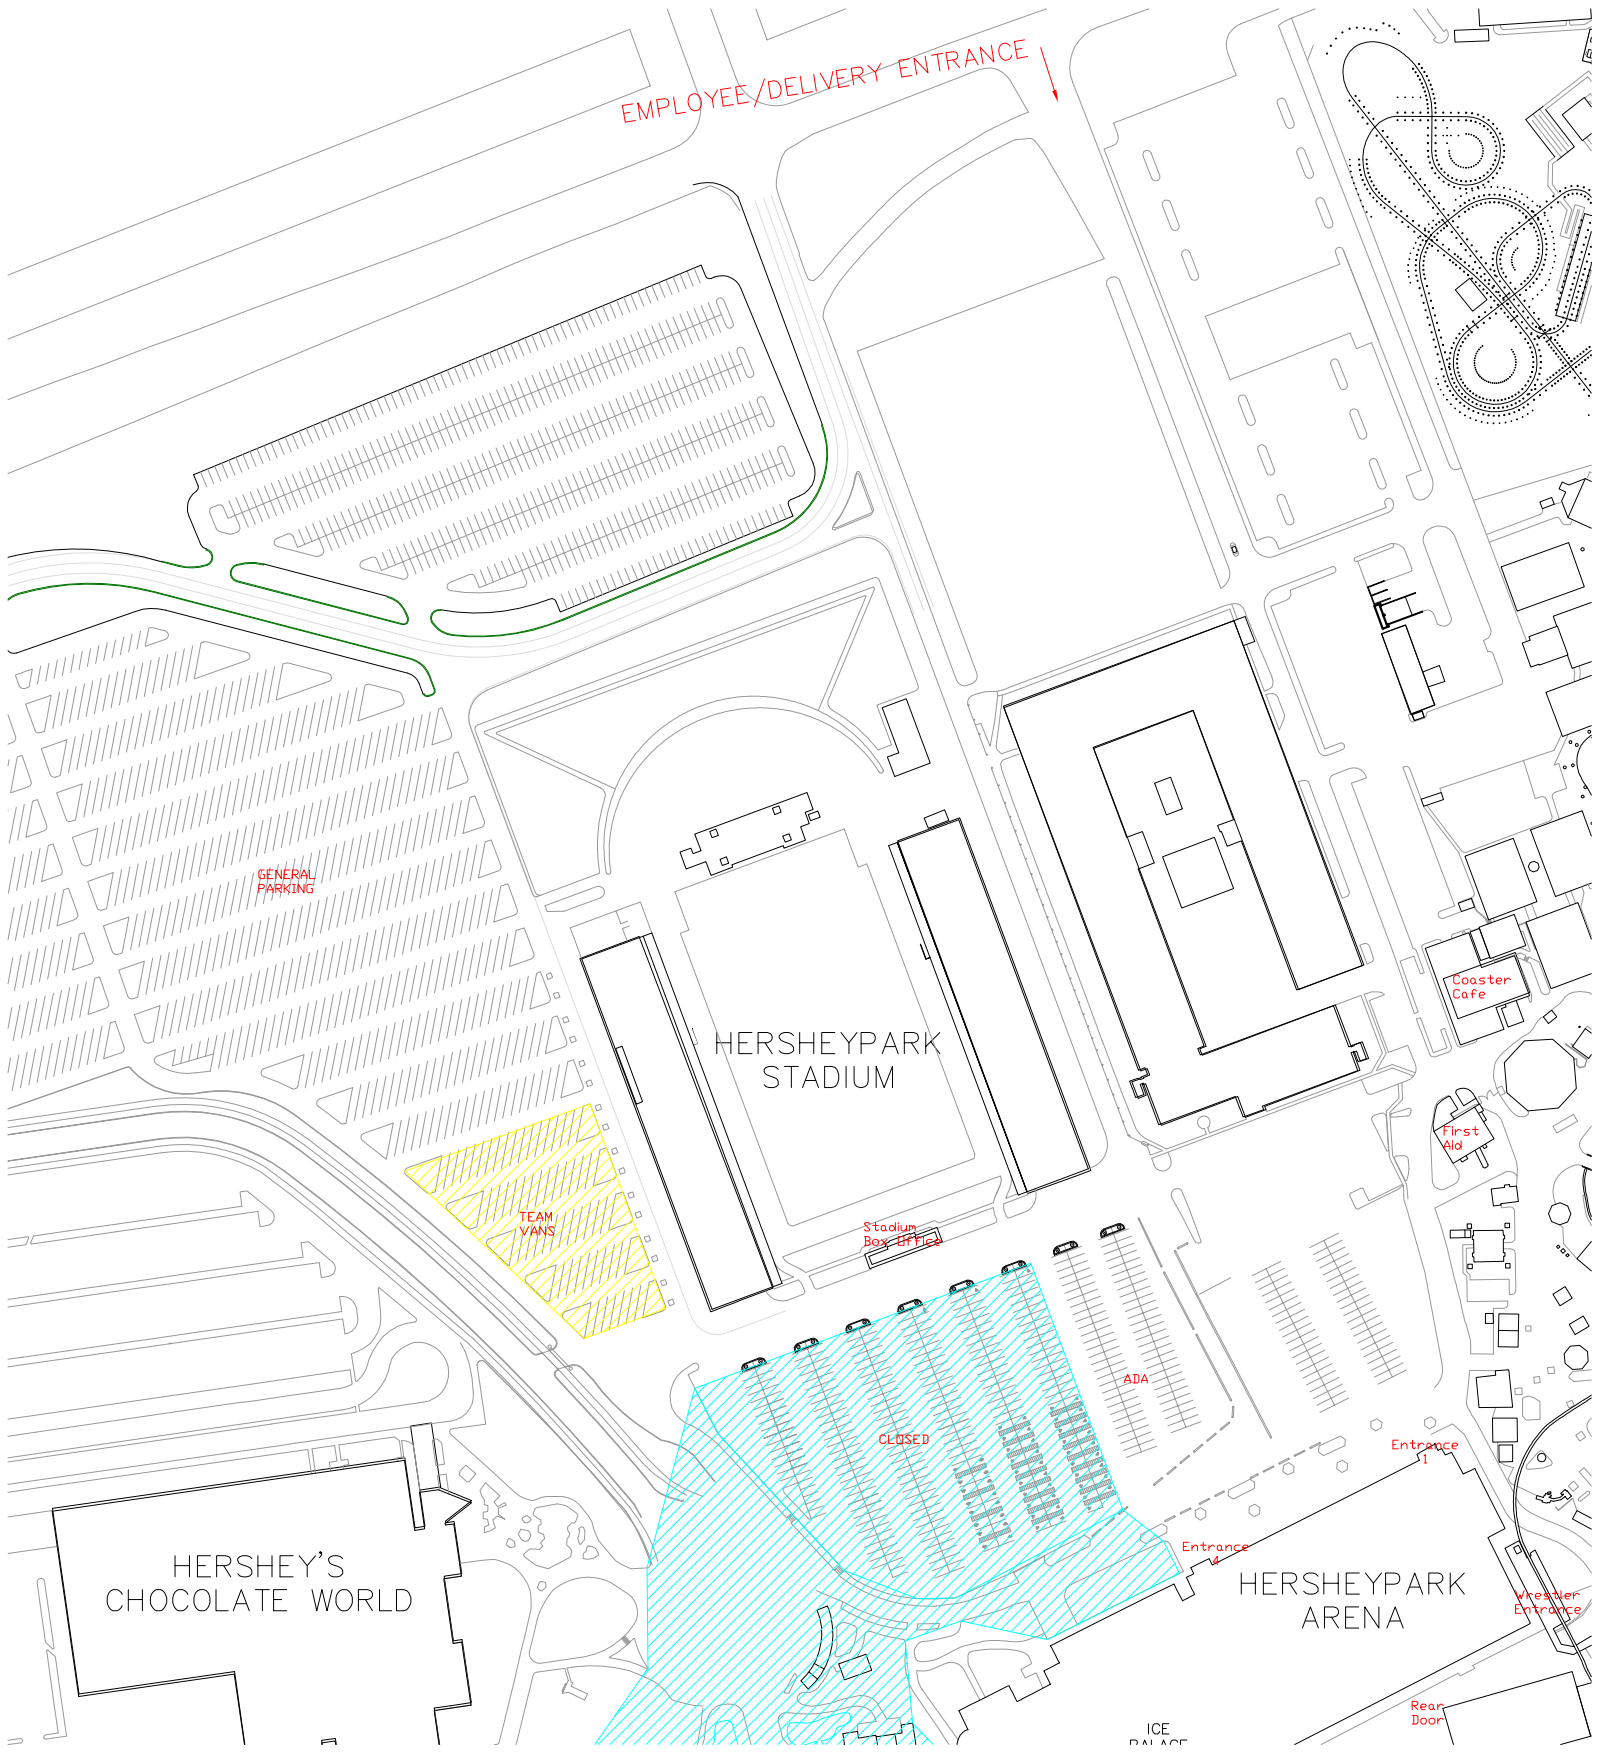 EMPLOYEE/DELIVERY ENTRANCE
GENERAL
PARKING
Coaster
Cafe
HERSHEYPARK
STADIUM
First
Aid
TEAM
VANS
Stadium
Box Office
ADA
CLOSED
Entrance
1
Entrance
4
HERSHEY'S
CHOCOLATE WORLD
HERSHEYPARK
ARENA
Wrestler
Entrance
Rear
Door
ICE
PALACE